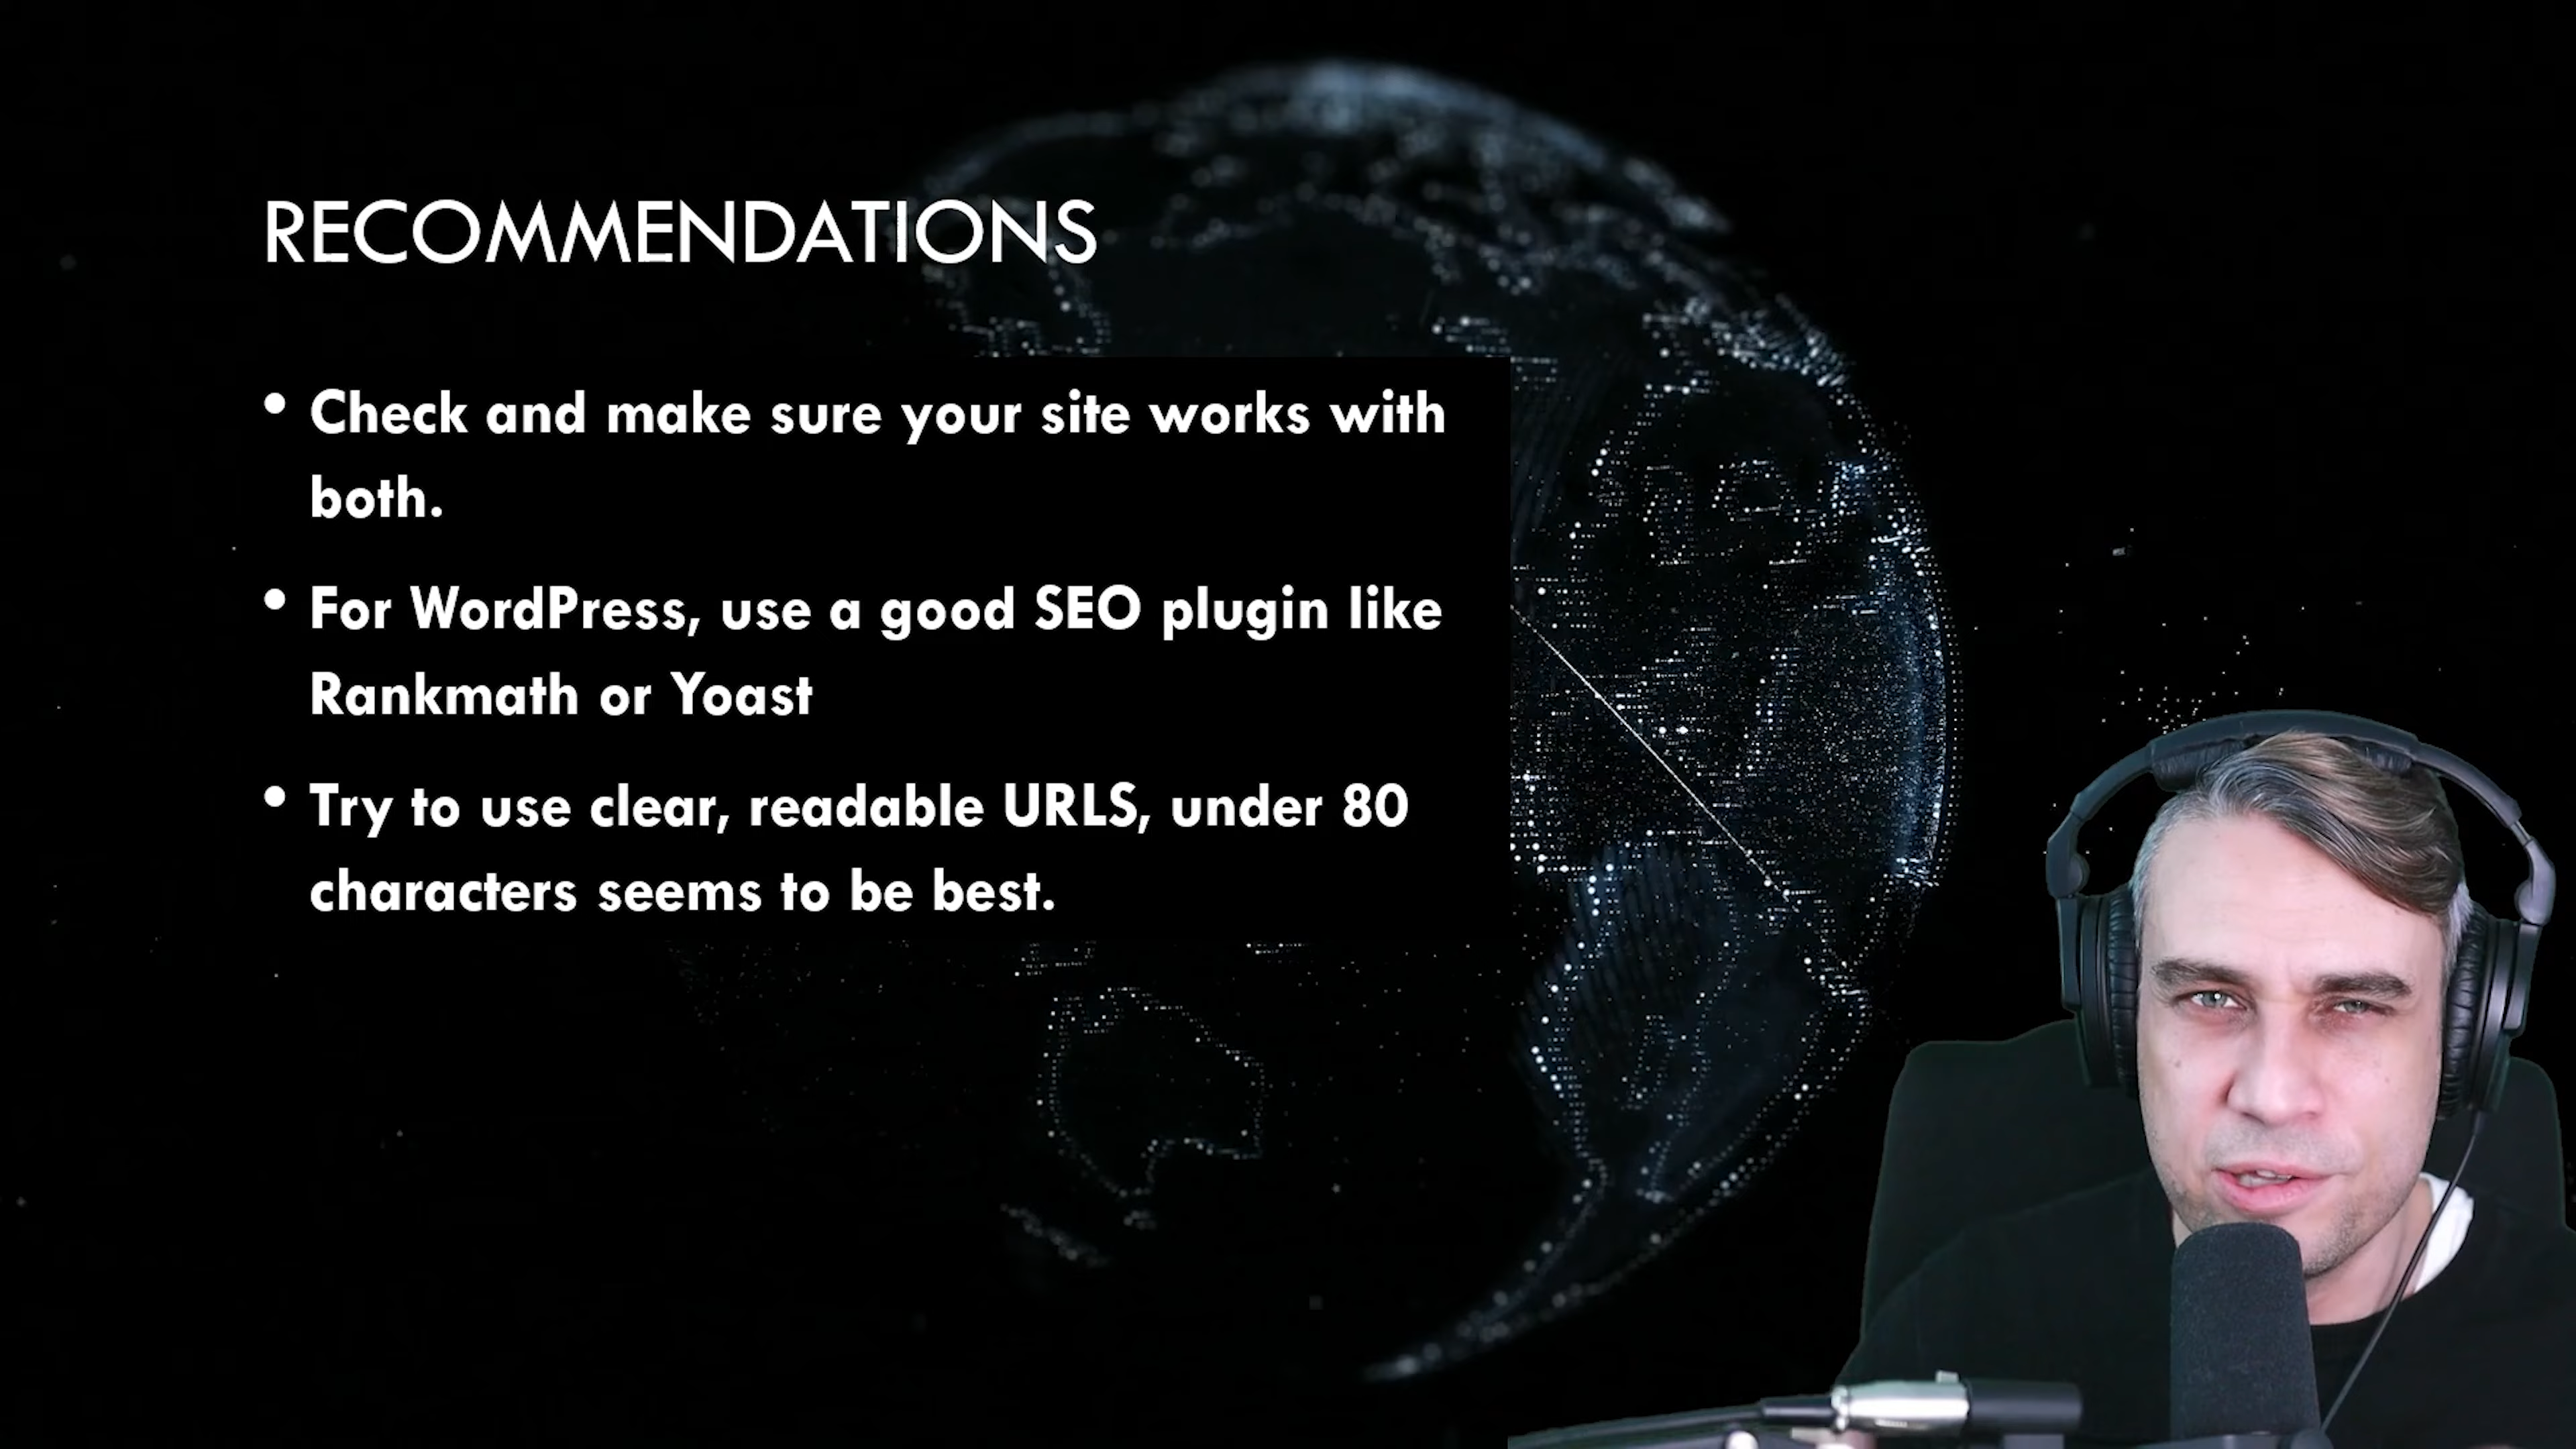 RECOMMENDATIONS
• Check and make sure your site works with
both.
• For WordPress, use a good SEO plugin like
Rankmath or Yoast
• Try to use clear, readable URLS, under 80
characters seems to be best.